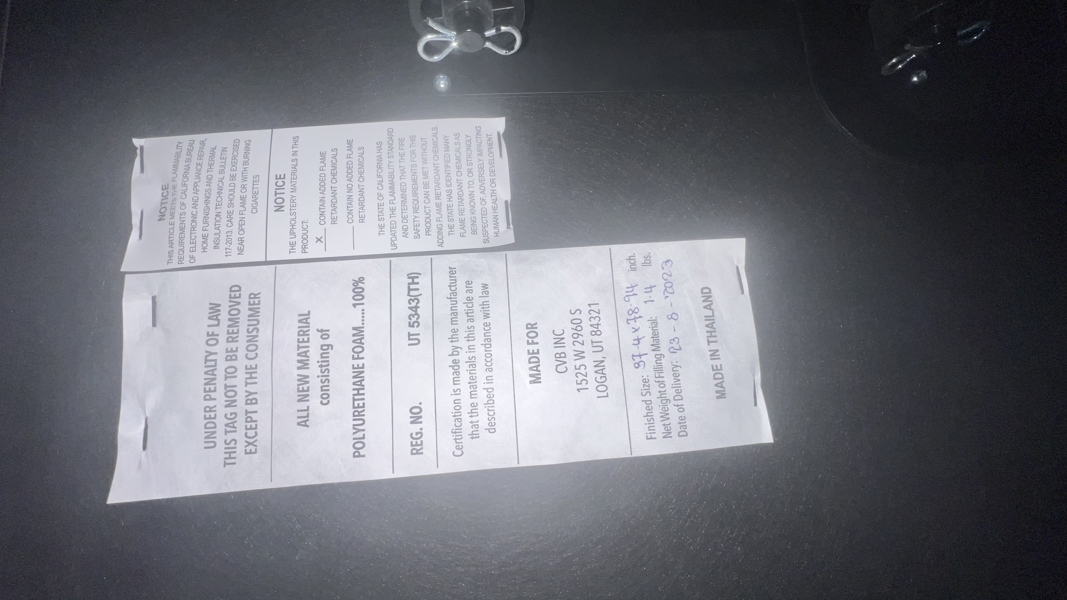 NOTICE
THIS ARTICLE MEETS THE FLAMMABILITY
REQUIREMENTS OF CALIFORNIA BUREAU
OF ELECTRONIC AND APPLIANCE REPAIR,
HOME FURNISHINGS AND THERMAL
INSULATION TECHNICAL BULLETIN
117-2013. CARE SHOULD BE EXERCISED
NEAR OPEN FLAME OR WITH BURNING
CIGARETTES
NOTICE
THE UPHOLSTERY MATERIALS IN THIS
PRODUCT:
X CONTAIN ADDED FLAME
RETARDANT CHEMICALS
CONTAIN NO ADDED FLAME
RETARDANT CHEMICALS
THE STATE OF CALIFORNIA HAS
UPDATED THE FLAMMABILITY STANDARD
AND DETERMINED THAT THE FIRE
SAFETY REQUIREMENTS FOR THIS
PRODUCT CAN BE MET WITHOUT
ADDING FLAME RETARDANT CHEMICALS.
THE STATE HAS IDENTIFIED MANY
FLAME RETARDANT CHEMICALS AS
BEING KNOWN TO, OR STRONGLY
SUSPECTED OF, ADVERSELY IMPACTING
HUMAN HEALTH OR DEVELOPMENT.
UNDER PENALTY OF LAW
THIS TAG NOT TO BE REMOVED
EXCEPT BY THE CONSUMER
ALL NEW MATERIAL
consisting of
POLYURETHANE FOAM.....100%
REG. NO. UT 5343(TH)
Certification is made by the manufacturer
that the materials in this article are
described in accordance with law
MADE FOR
CVB INC
1525 W 2960 S
LOGAN, UT 84321
Finished Size: 97.4 x 78.94 inch.
Net Weight of Filling Material: 1.4 lbs.
Date of Delivery: 23-8-2023
MADE IN THAILAND